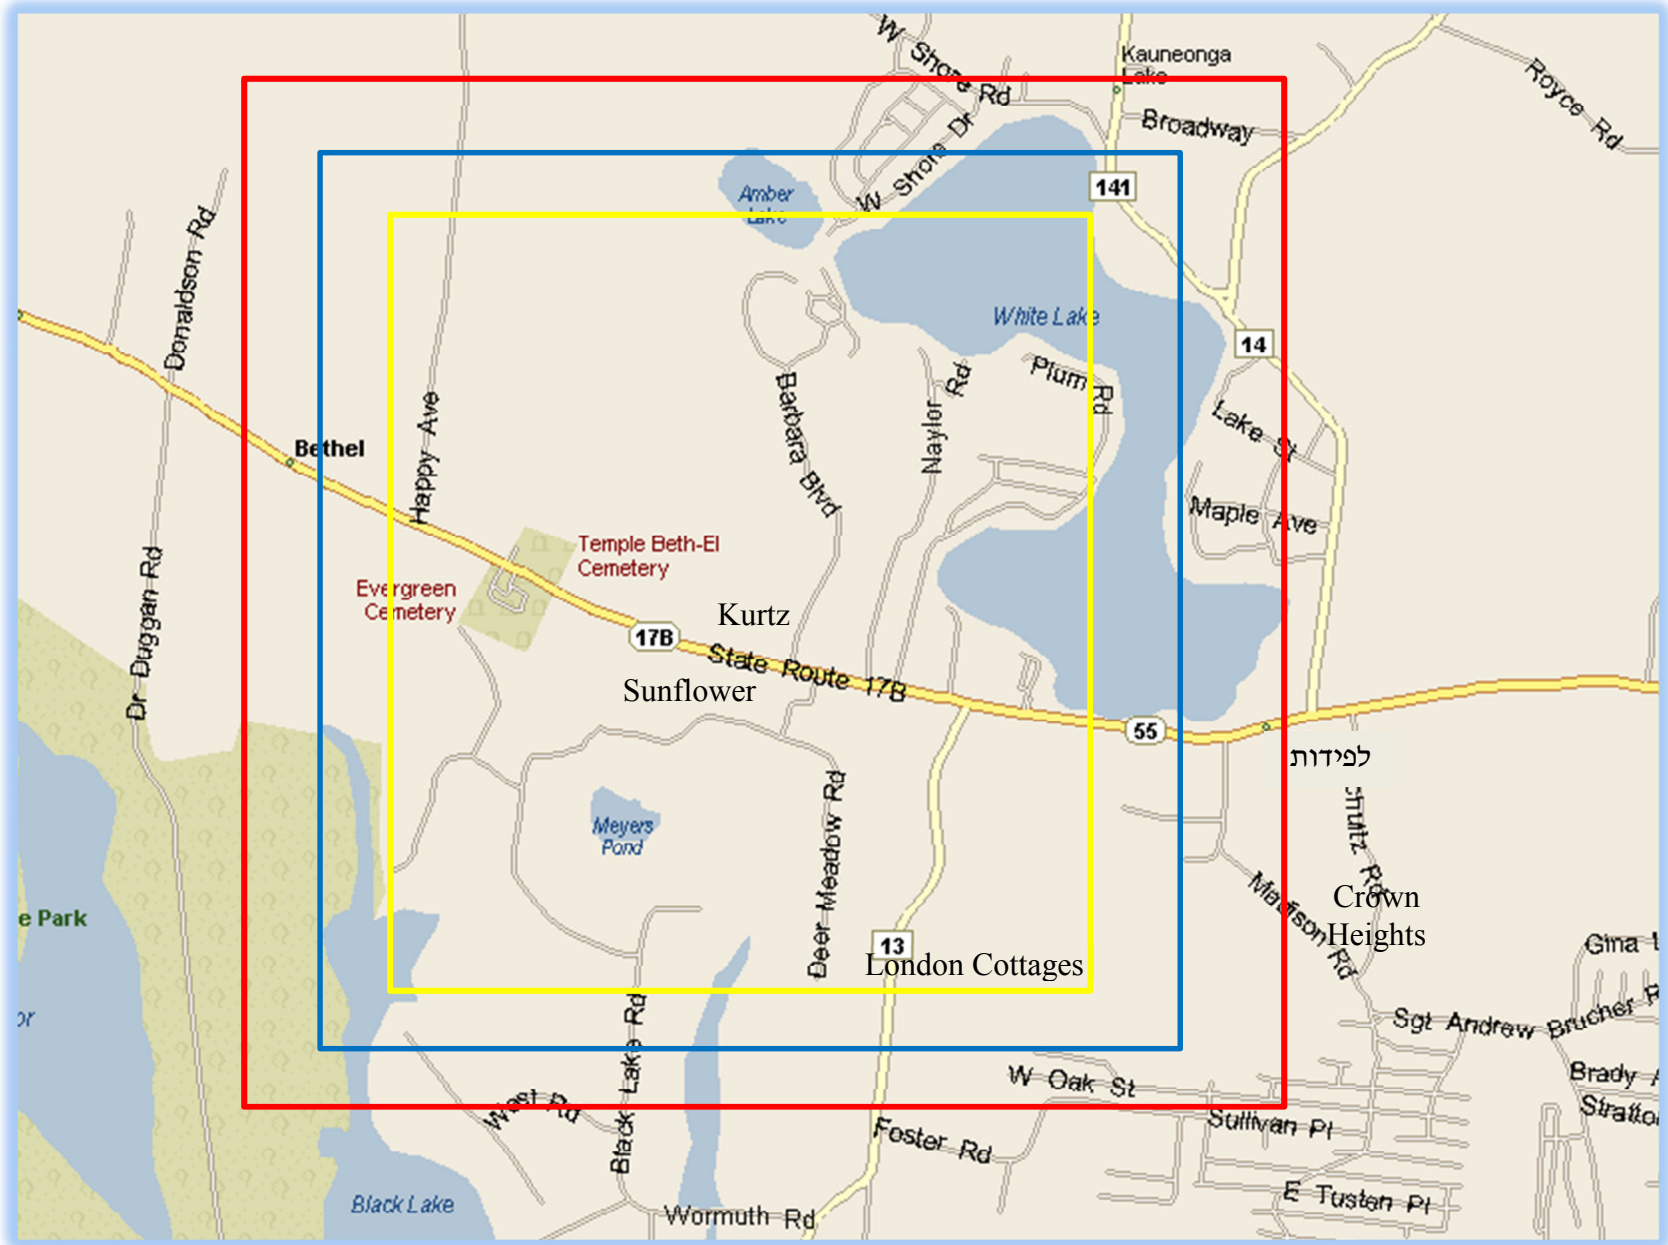 W Shore Rd
Kauneonga
Lake
Royce Rd
Broadway
W Shore Dr
141
Amber
Lake
Donaldson Rd
White Lake
14
Plum Rd
Naylor Rd
Barbara Blvd
Happy Ave
Lake St
Bethel
Maple Ave
Temple Beth-El
Cemetery
Evergreen
Cemetery
Dr Duggan Rd
Kurtz
17B
State Route 17B
Sunflower
55
לפידות
hutz Rd
Meyers
Pond
Deer Meadow Rd
Madison Rd
Crown
Heights
e Park
13
London Cottages
Gina L
or
Sgt Andrew Brucher R
Black Lake Rd
W Oak St
Brady A
West Rd
Stratto
Sullivan Pl
Foster Rd
E Tusten Pl
Black Lake
Wormuth Rd